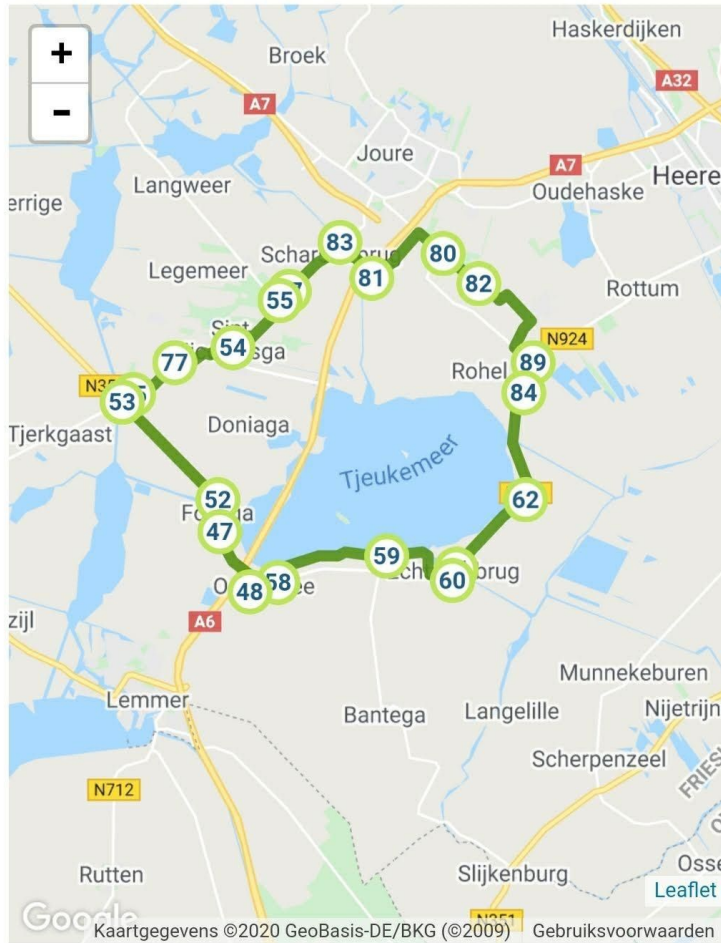 Haskerdijken
+
Broek
-
A32
A7
Joure
A7
Langweer
Oudehaske
Heere
errige
83
Legemeer
80
81
82
55
Rottum
54
N924
77
89
Rohel
84
53
Doniaga
Tjerkgaast
Tjeukemeer
52
62
47
59
60
58
48
zijl
A6
Munnekeburen
Lemmer
Bantega
Langelille
Nijetrijn
Scherpenzeel
N712
FRIES
Rutten
Slijkenburg
Osse
Leaflet
Google
N351
Kaartgegevens ©2020 GeoBasis-DE/BKG (©2009) Gebruiksvoorwaarden